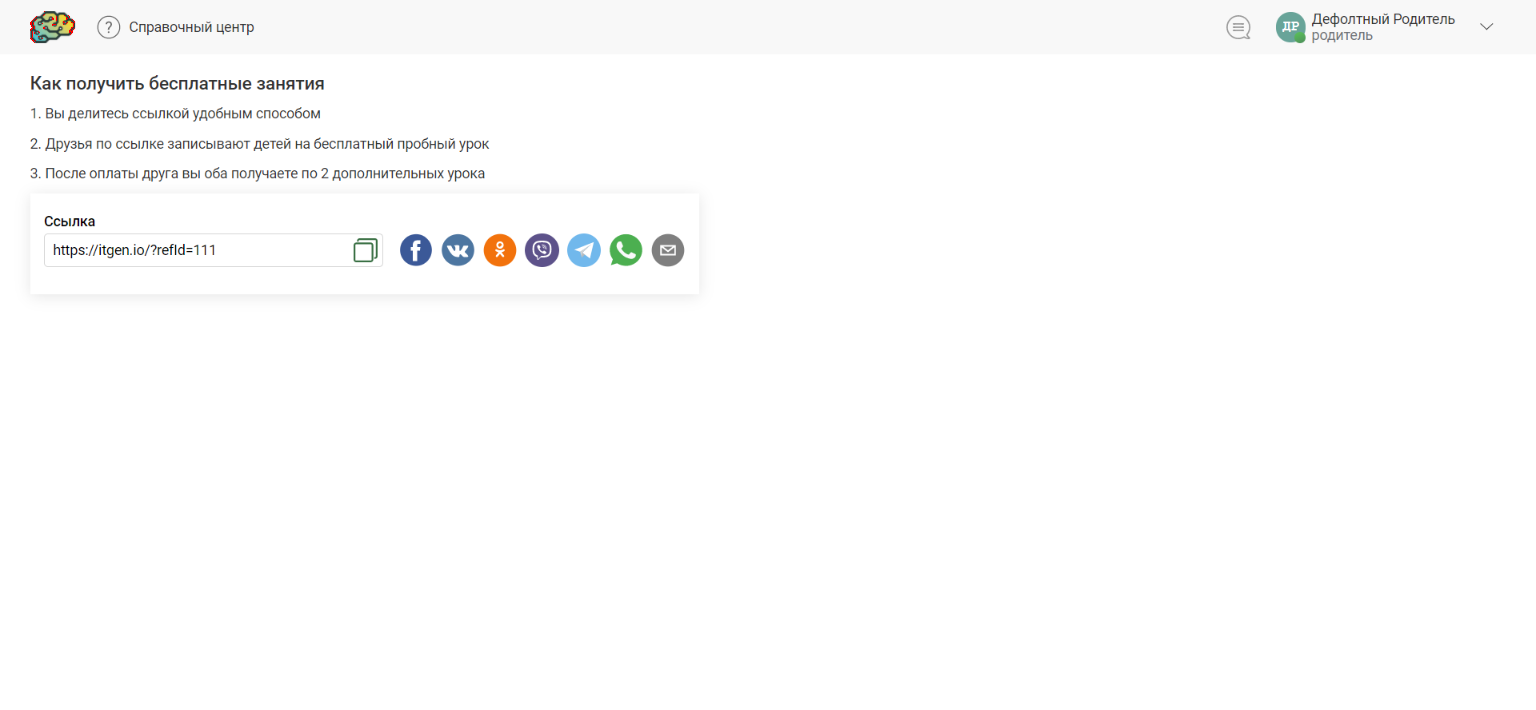 Справочный центр
ДР
Дефолтный Родитель
родитель
Как получить бесплатные занятия
1. Вы делитесь ссылкой удобным способом
2. Друзья по ссылке записывают детей на бесплатный пробный урок
3. После оплаты друга вы оба получаете по 2 дополнительных урока
Ссылка
https://itgen.io/?refId=111